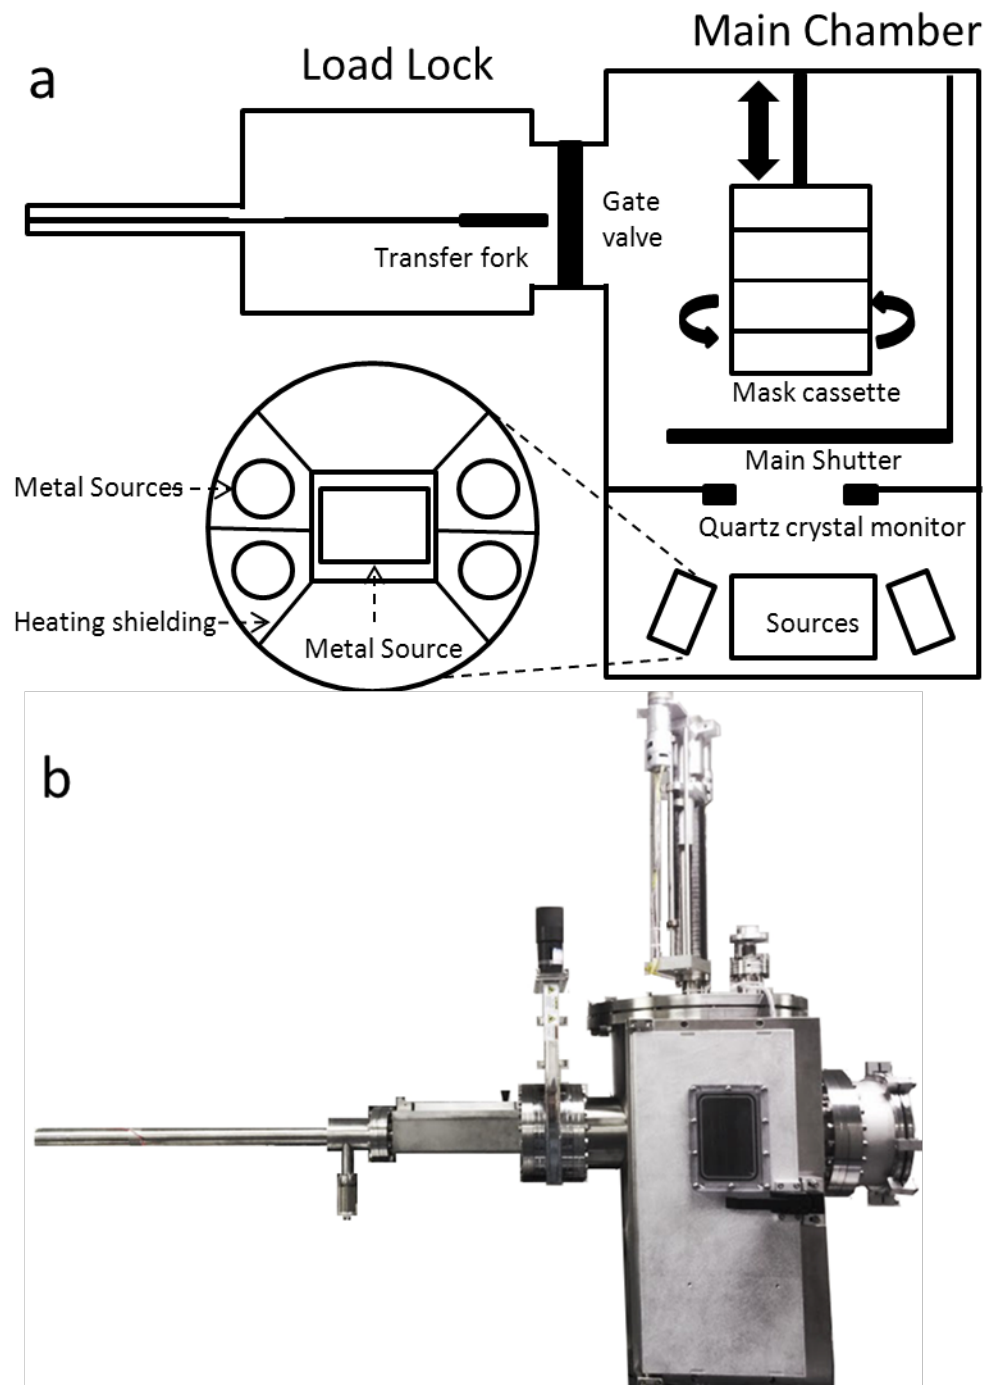 Main Chamber
Load Lock
a
Gate
valve
Transfer fork
Mask cassette
Main Shutter
Metal Sources
Quartz crystal monitor
Sources
Heating shielding
Metal Source
b